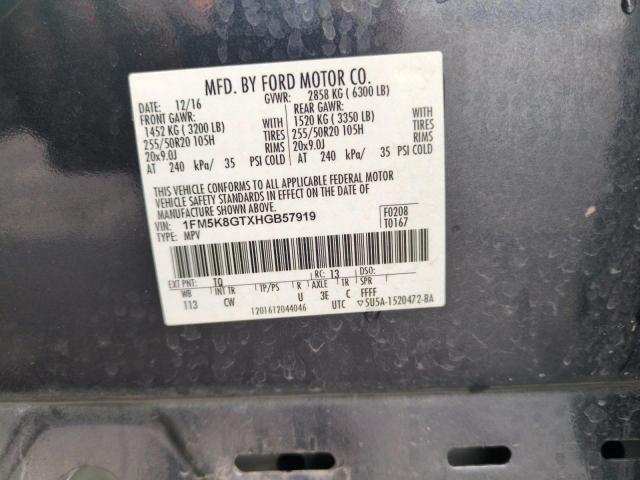 MFD. BY FORD MOTOR CO.
DATE: 12/16 GVWR: 2858 KG ( 6300 LB)
FRONT GAWR: REAR GAWR:
1452 KG ( 3200 LB) WITH 1520 KG ( 3350 LB) WITH
255/50R20 105H TIRES 255/50R20 105H TIRES
20x9.0J RIMS 20x9.0J RIMS
AT 240 kPa/ 35 PSI COLD AT 240 kPa/ 35 PSI COLD
THIS VEHICLE CONFORMS TO ALL APPLICABLE FEDERAL MOTOR
VEHICLE SAFETY STANDARDS IN EFFECT ON THE DATE OF
MANUFACTURE SHOWN ABOVE.
VIN: 1FM5K8GTXHGB57919 F0208
TYPE: MPV T0167
EXT PNT: TQ RC: 13 DSO:
WB INT TR TP/PS R AXLE TR SPR
113 CW U 3E C FFFF
1201612044046 UTC ▽5U5A-1520472-BA